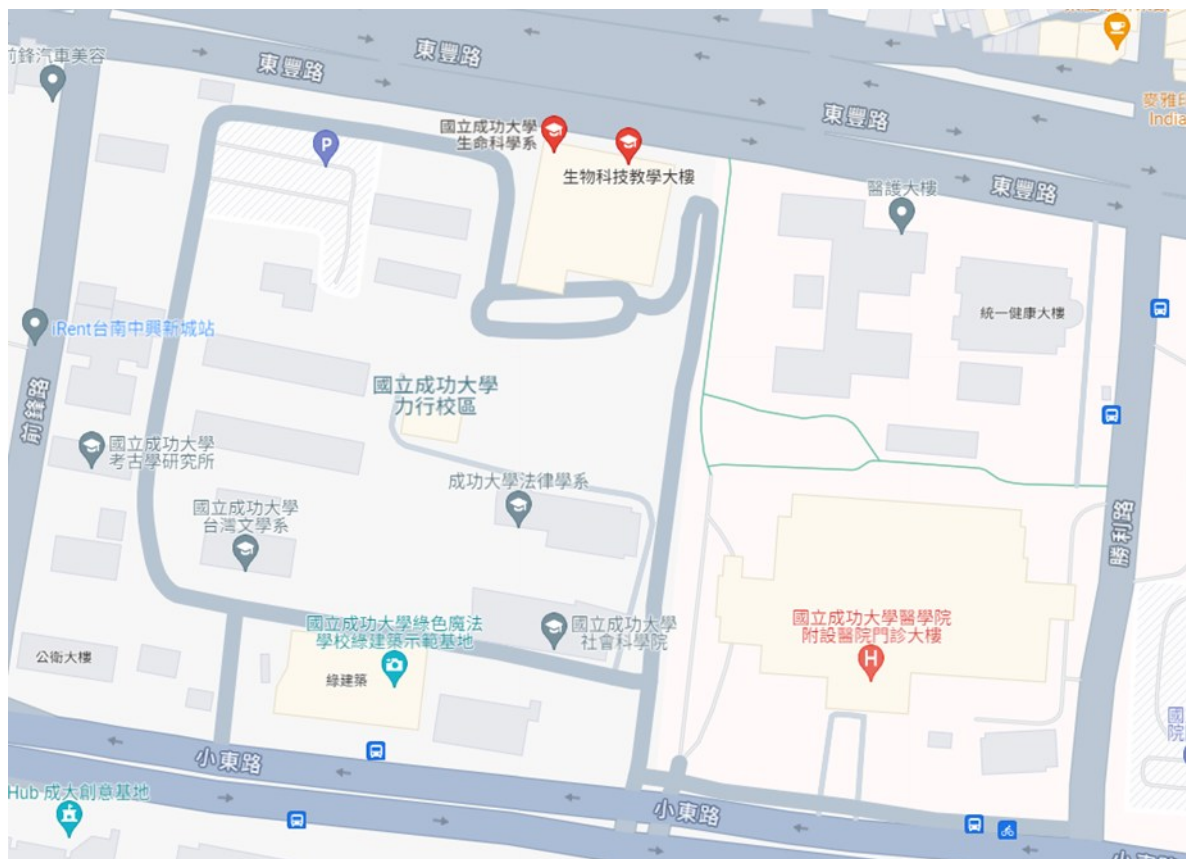 前鋒汽車美容
東豐路
東豐路
東豐路
東豐路
麥雅印
India
P
國立成功大學
生命科學系
生物科技教學大樓
醫護大樓
統一健康大樓
iRent台南中興新城站
前鋒路
國立成功大學
力行校區
國立成功大學
考古學研究所
成功大學法律學系
國立成功大學
台灣文學系
勝利路
國立成功大學綠色魔法
學校綠建築示範基地
國立成功大學
社會科學院
國立成功大學醫學院
附設醫院門診大樓
H
公衛大樓
綠建築
國
院
小東路
小東路
Hub 成大創意基地